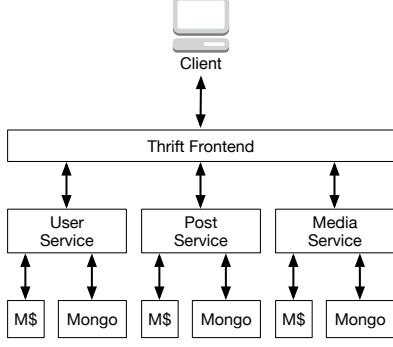 Client
Thrift Frontend
User
Service
Post
Service
Media
Service
M$
Mongo
M$
Mongo
M$
Mongo